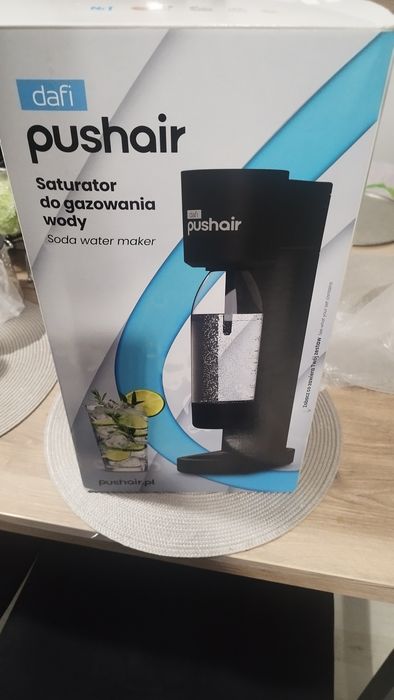 dafi
pushair
Saturator
do gazowania
wody
Soda water maker
dafi
pushair
pushair.pl